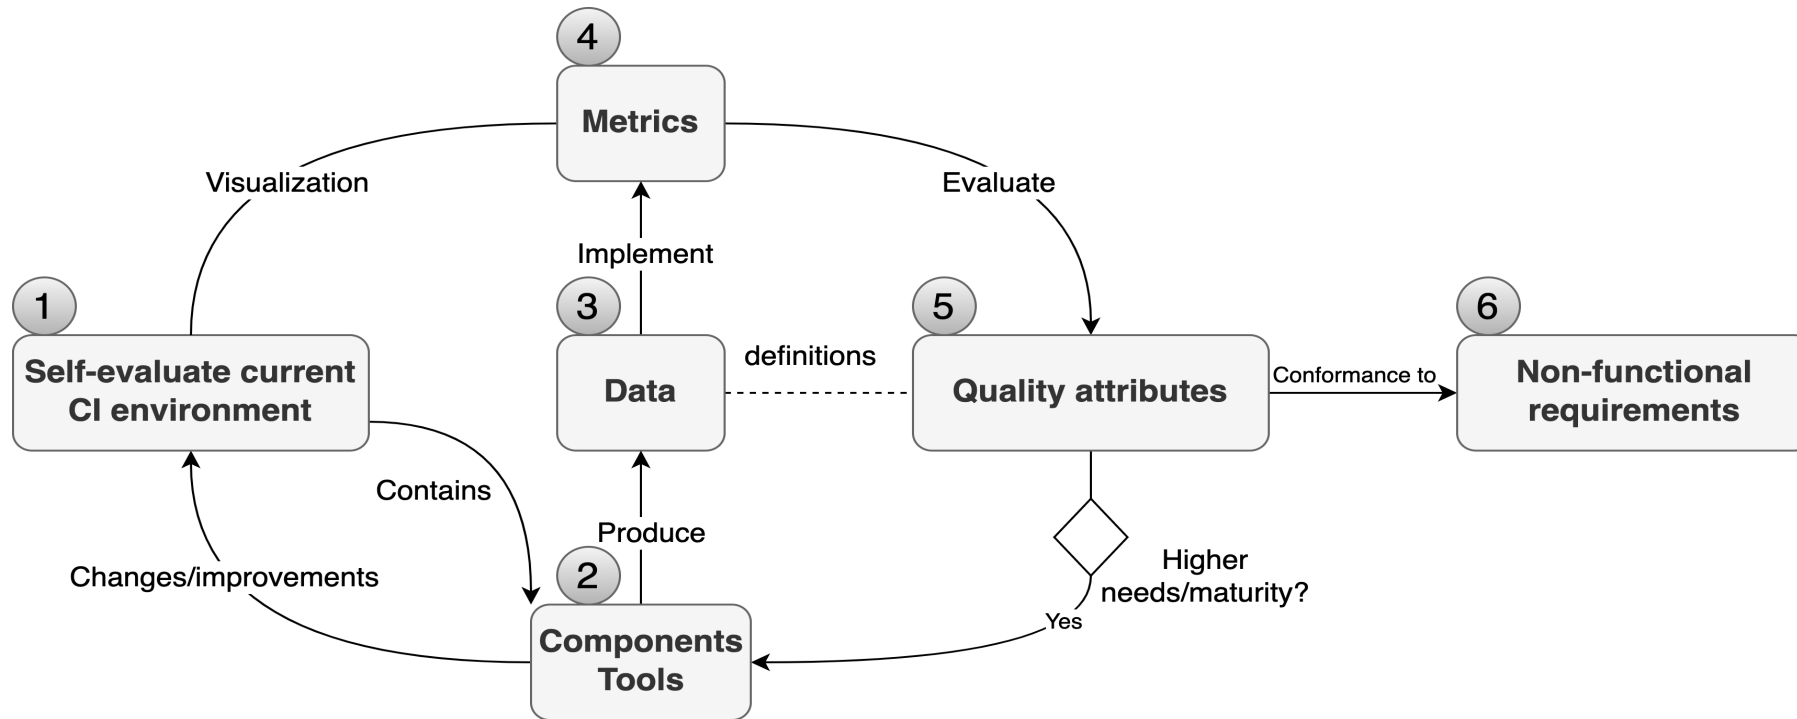 4
Metrics
Visualization
Evaluate
Implement
1
3
5
6
Self-evaluate current
CI environment
Data
definitions
Quality attributes
Conformance to
Non-functional
requirements
Contains
Produce
2
Changes/improvements
Higher
needs/maturity?
Yes
Components
Tools